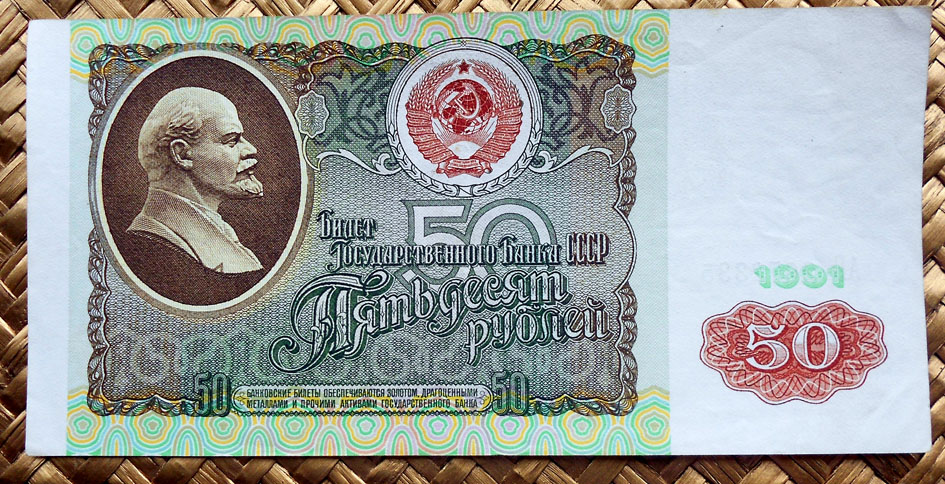 50
Билет
Государственного Банка СССР
Пятьдесят
рублей
1991
50
50 БАНКОВСКИЕ БИЛЕТЫ ОБЕСПЕЧИВАЮТСЯ ЗОЛОТОМ, ДРАГОЦЕННЫМИ 50
МЕТАЛЛАМИ И ПРОЧИМИ АКТИВАМИ ГОСУДАРСТВЕННОГО БАНКА